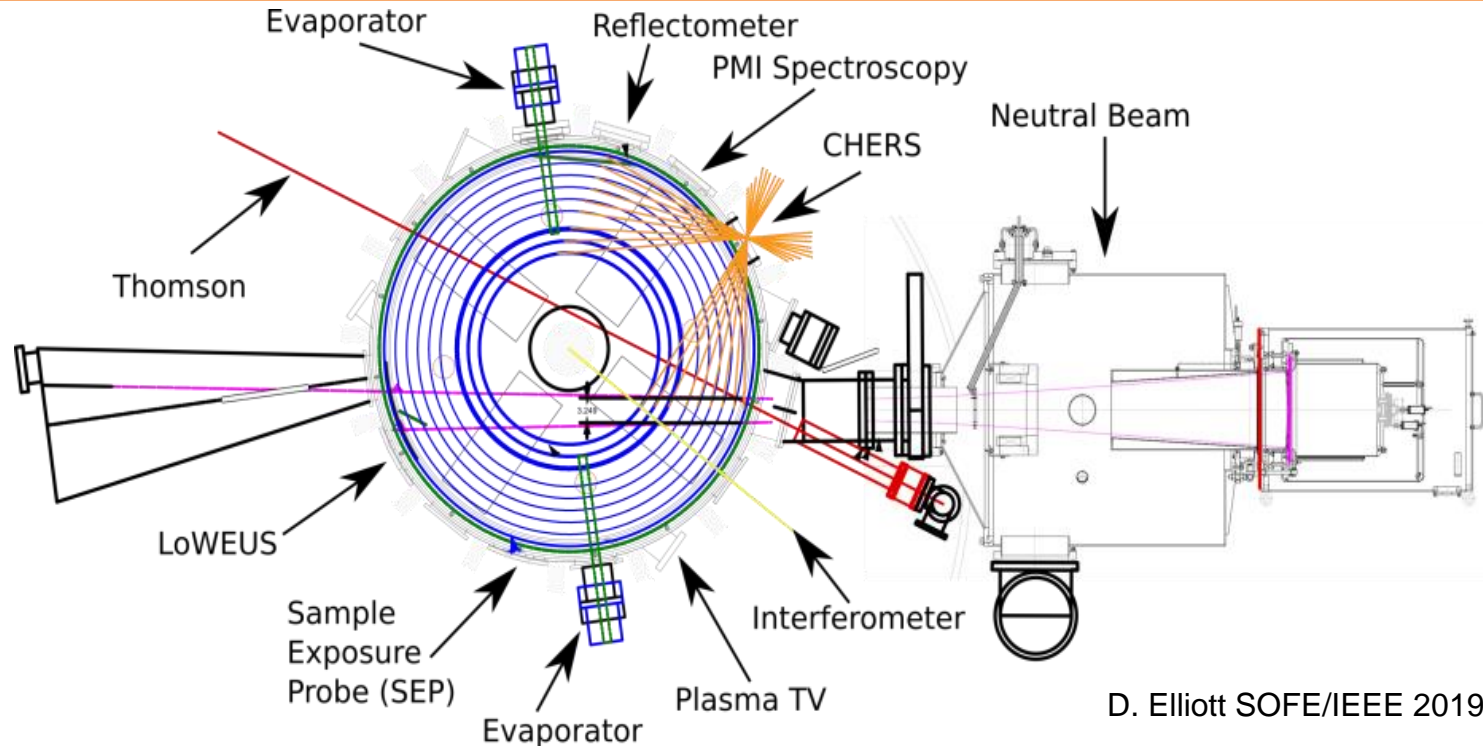 Evaporator
Reflectometer
PMI Spectroscopy
CHERS
Neutral Beam
Thomson
LoWEUS
Sample
Exposure
Probe (SEP)
Evaporator
Plasma TV
Interferometer
D. Elliott SOFE/IEEE 2019